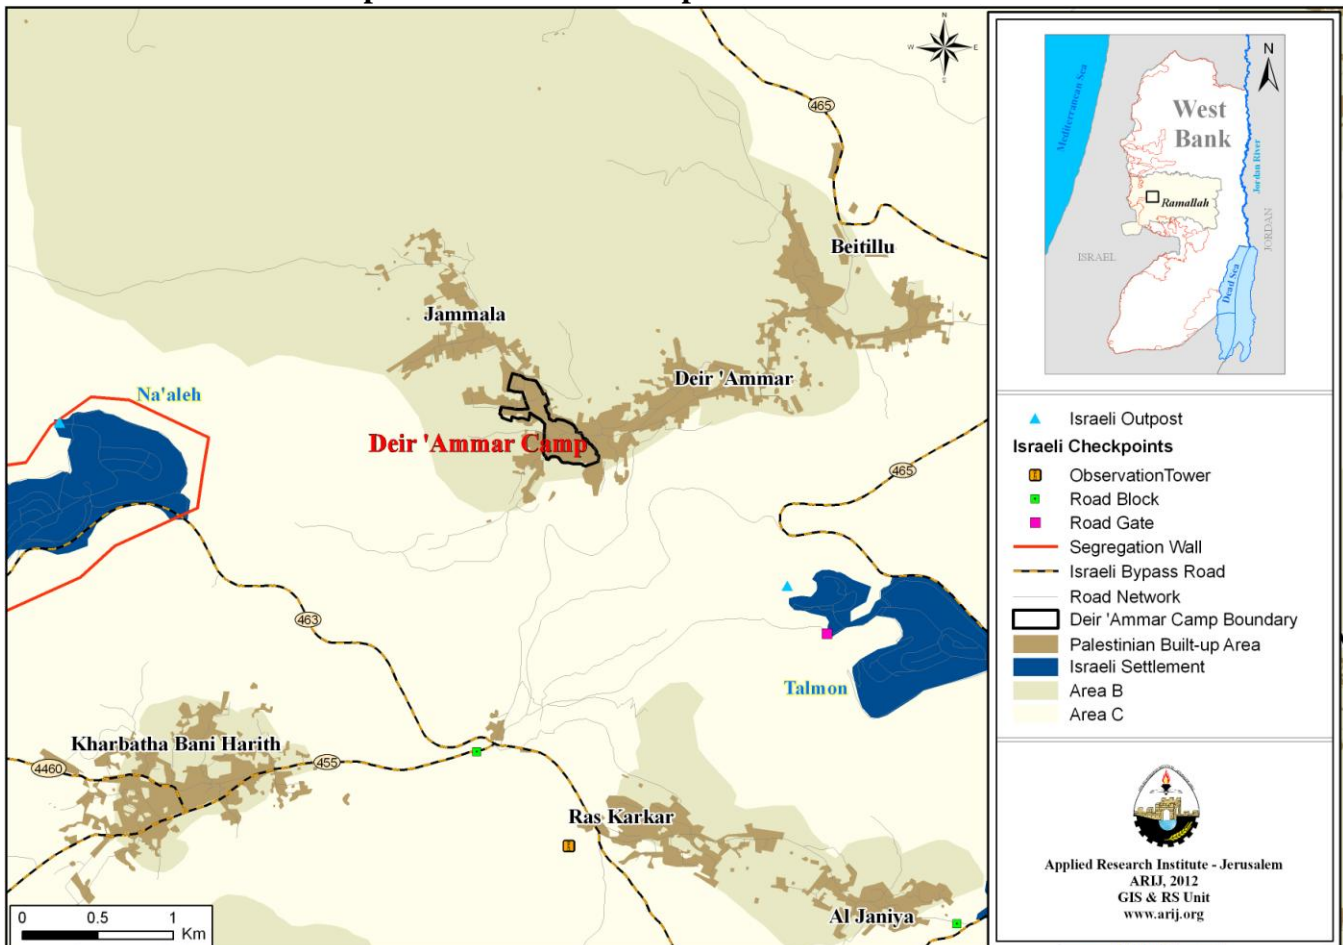 N
W
E
S
465
Beitillu
Jammala
Deir 'Ammar
Na'aleh
Deir 'Ammar Camp
465
463
Talmon
Kharbatha Bani Harith
4460
455
Ras Karkar
Al Janiya
0 0.5 1
Km
N
Mediterranean Sea
West
Bank
Jordan River
Ramallah
ISRAEL
JORDAN
Dead Sea
Israeli Outpost
Israeli Checkpoints
ObservationTower
Road Block
Road Gate
Segregation Wall
Israeli Bypass Road
Road Network
Deir 'Ammar Camp Boundary
Palestinian Built-up Area
Israeli Settlement
Area B
Area C
Applied Research Institute - Jerusalem
ARIJ, 2012
GIS & RS Unit
www.arij.org